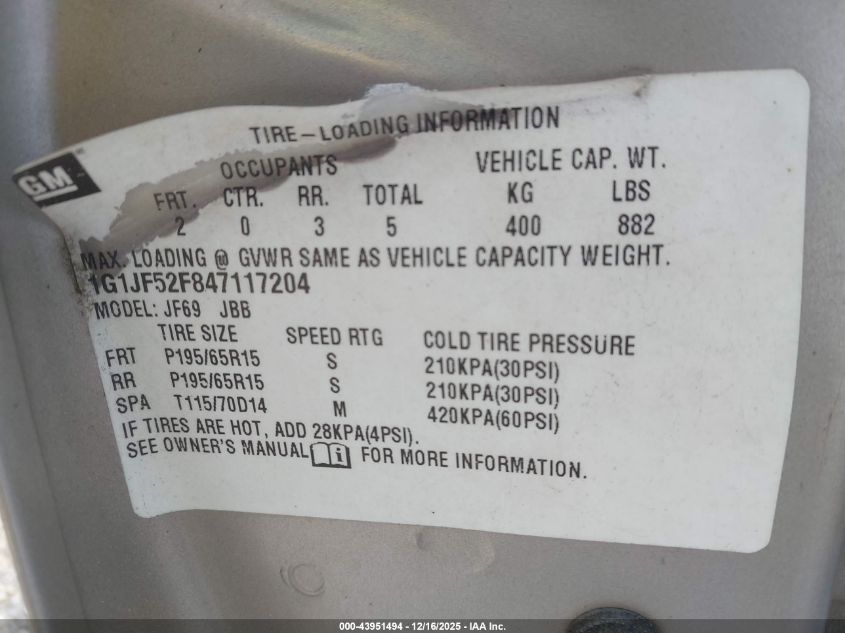 TIRE-LOADING INFORMATION
GM
OCCUPANTS VEHICLE CAP. WT.
FRT. CTR. RR. TOTAL KG LBS
2 0 3 5 400 882
MAX. LOADING @ GVWR SAME AS VEHICLE CAPACITY WEIGHT.
1G1JF52F847117204
MODEL: JF69 JBB
TIRE SIZE SPEED RTG COLD TIRE PRESSURE
FRT P195/65R15 S 210KPA(30PSI)
RR P195/65R15 S 210KPA(30PSI)
SPA T115/70D14 M 420KPA(60PSI)
IF TIRES ARE HOT, ADD 28KPA(4PSI).
SEE OWNER'S MANUAL i FOR MORE INFORMATION.
000-43951494 - 12/16/2025 - IAA Inc.